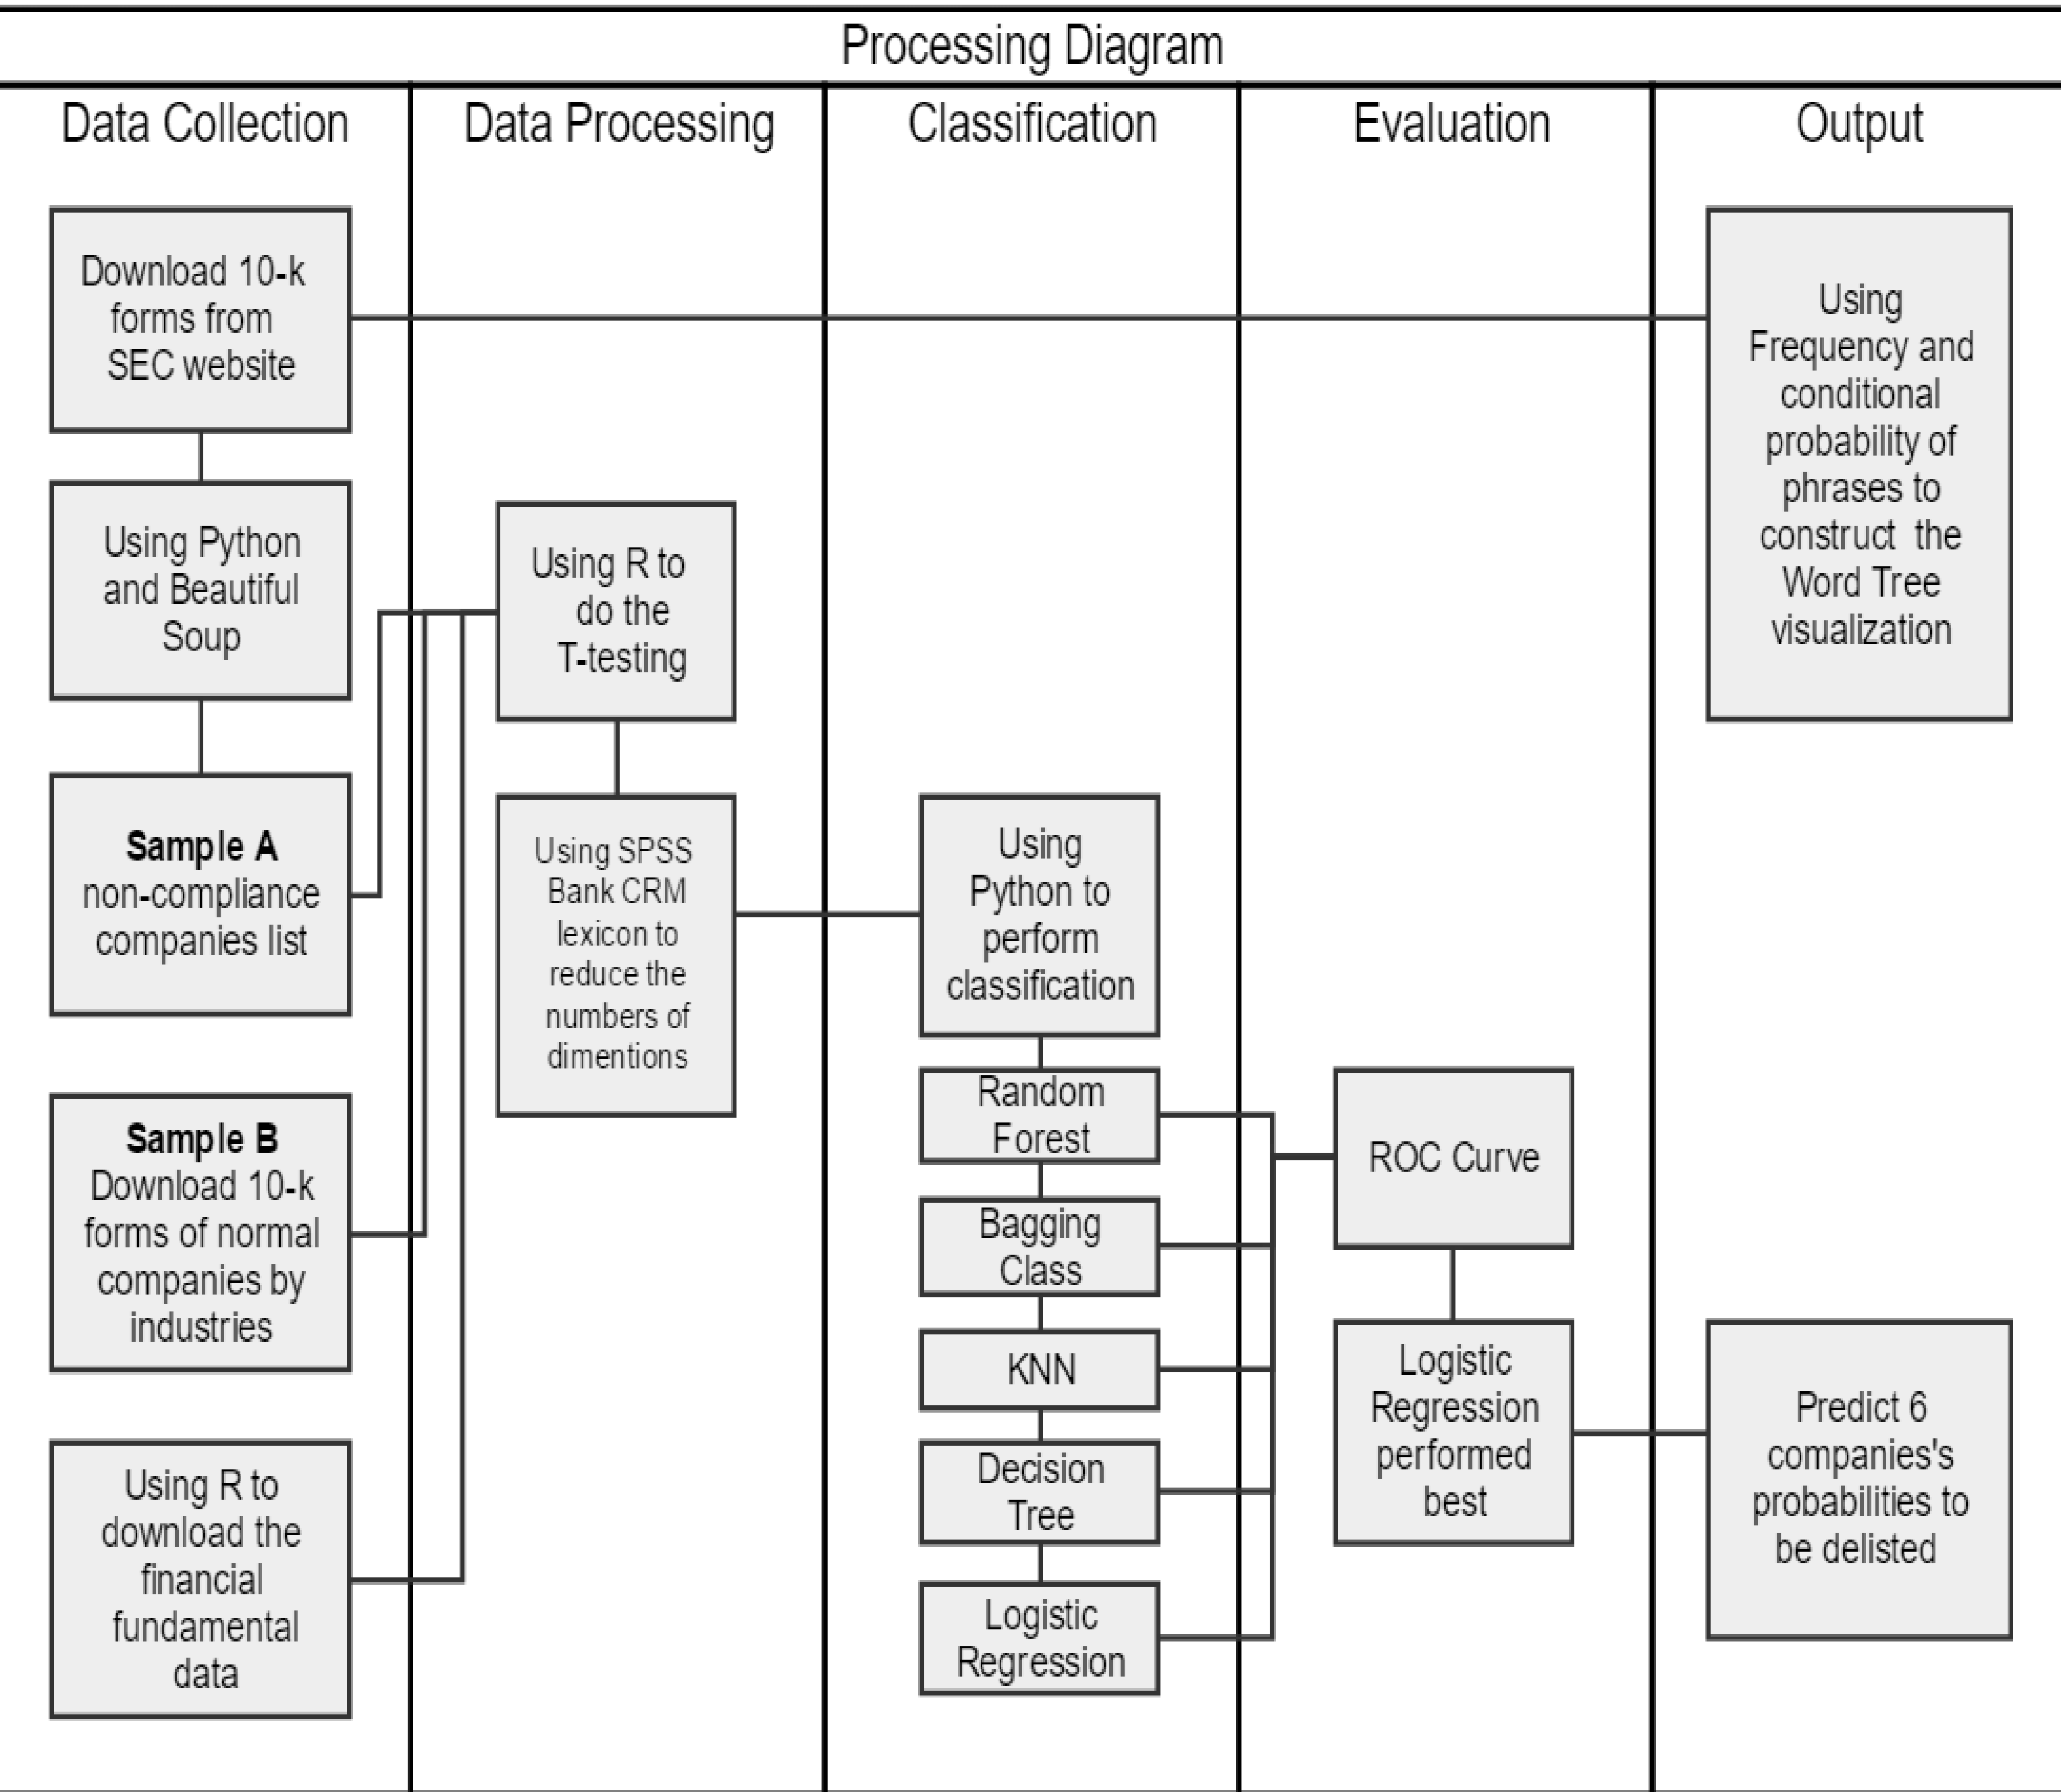 Processing Diagram
Data Collection
Data Processing
Classification
Evaluation
Output
Download 10-k
forms from
SEC website
Using Python
and Beautiful
Soup
Sample A
non-compliance
companies list
Sample B
Download 10-k
forms of normal
companies by
industries
Using R to
download the
financial
fundamental
data
Using R to
do the
T-testing
Using SPSS
Bank CRM
lexicon to
reduce the
numbers of
dimentions
Using
Python to
perform
classification
Random
Forest
Bagging
Class
KNN
Decision
Tree
Logistic
Regression
ROC Curve
Logistic
Regression
performed
best
Using
Frequency and
conditional
probability of
phrases to
construct the
Word Tree
visualization
Predict 6
companies's
probabilities to
be delisted